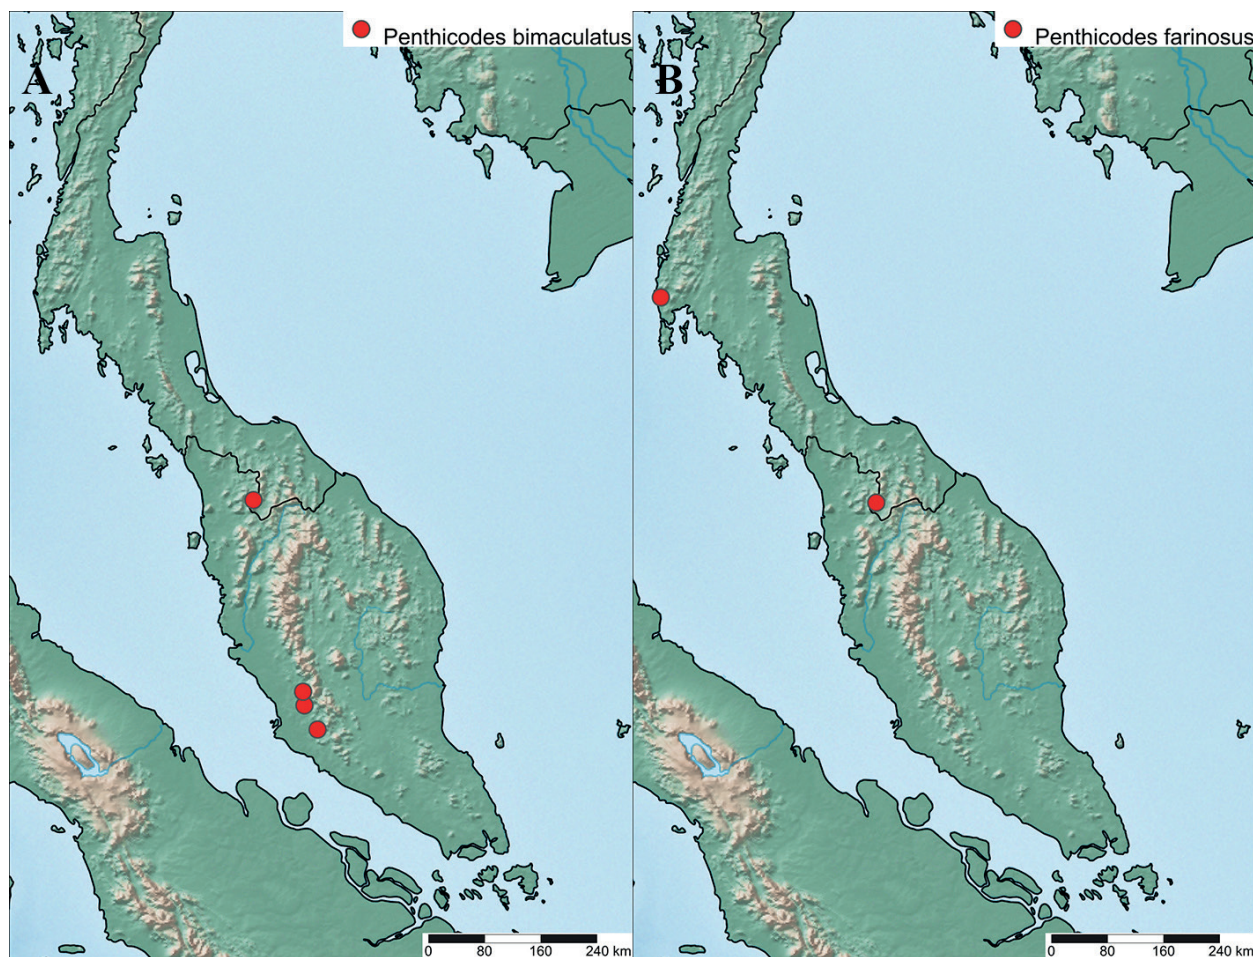 Penthicodes bimaculatus
A
0 80 160 240 km
Penthicodes farinosus
B
0 80 160 240 km